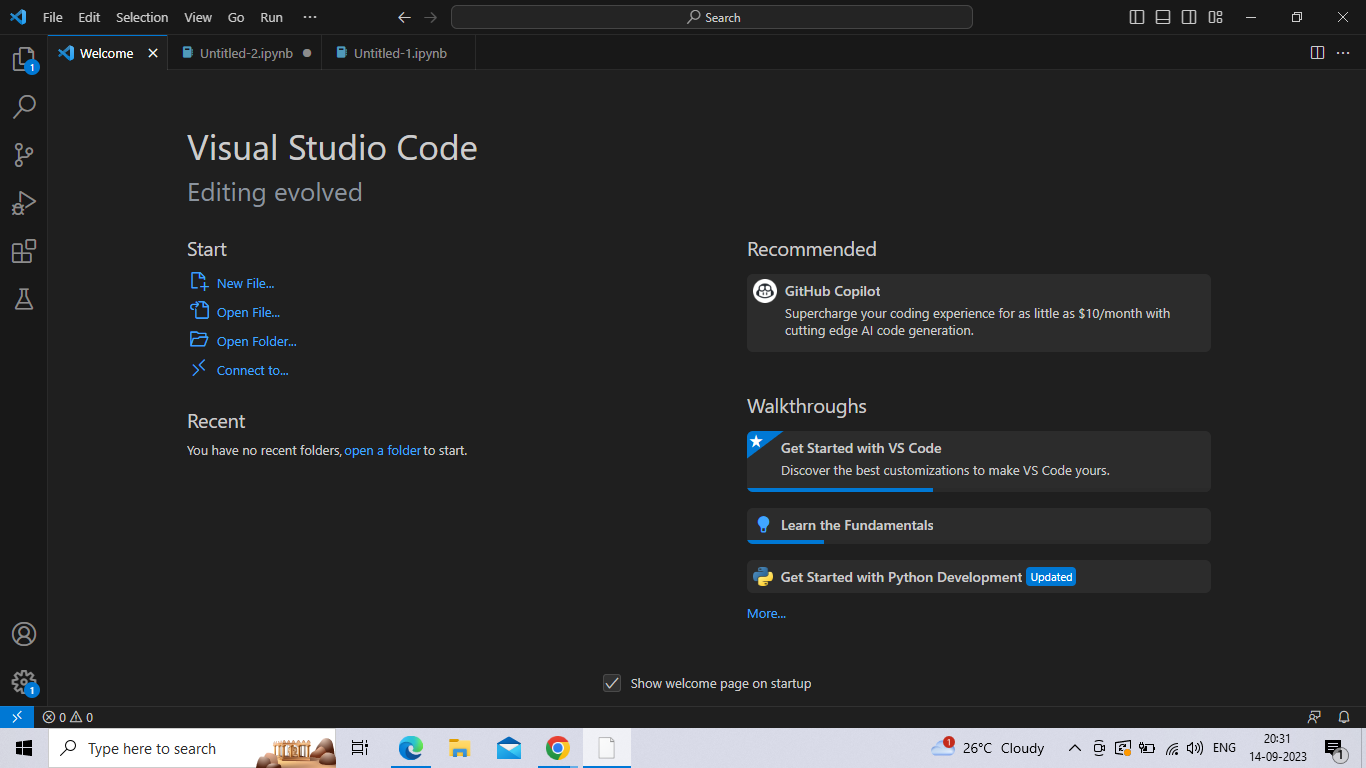 File Edit Selection View Go Run ···
Search
Welcome
Untitled-2.ipynb
Untitled-1.ipynb
1
Visual Studio Code
Editing evolved
Start
New File...
Open File...
Open Folder...
Connect to...
Recent
You have no recent folders, open a folder to start.
Recommended
GitHub Copilot
Supercharge your coding experience for as little as $10/month with
cutting edge AI code generation.
Walkthroughs
Get Started with VS Code
Discover the best customizations to make VS Code yours.
Learn the Fundamentals
Get Started with Python Development Updated
More...
1
Show welcome page on startup
0 0
Type here to search
1
26°C Cloudy
ENG
20:31
14-09-2023
1